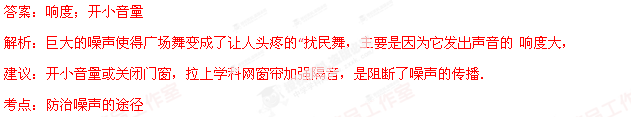 答案：响度；开小音量
解析：巨大的噪声使得广场舞变成了让人头疼的“扰民舞，主要是因为它发出声音的 响度大，
建议：开小音量或关闭门窗，拉上学科网窗帘加强隔音，是阻断了噪声的传播．
考点：防治噪声的途径